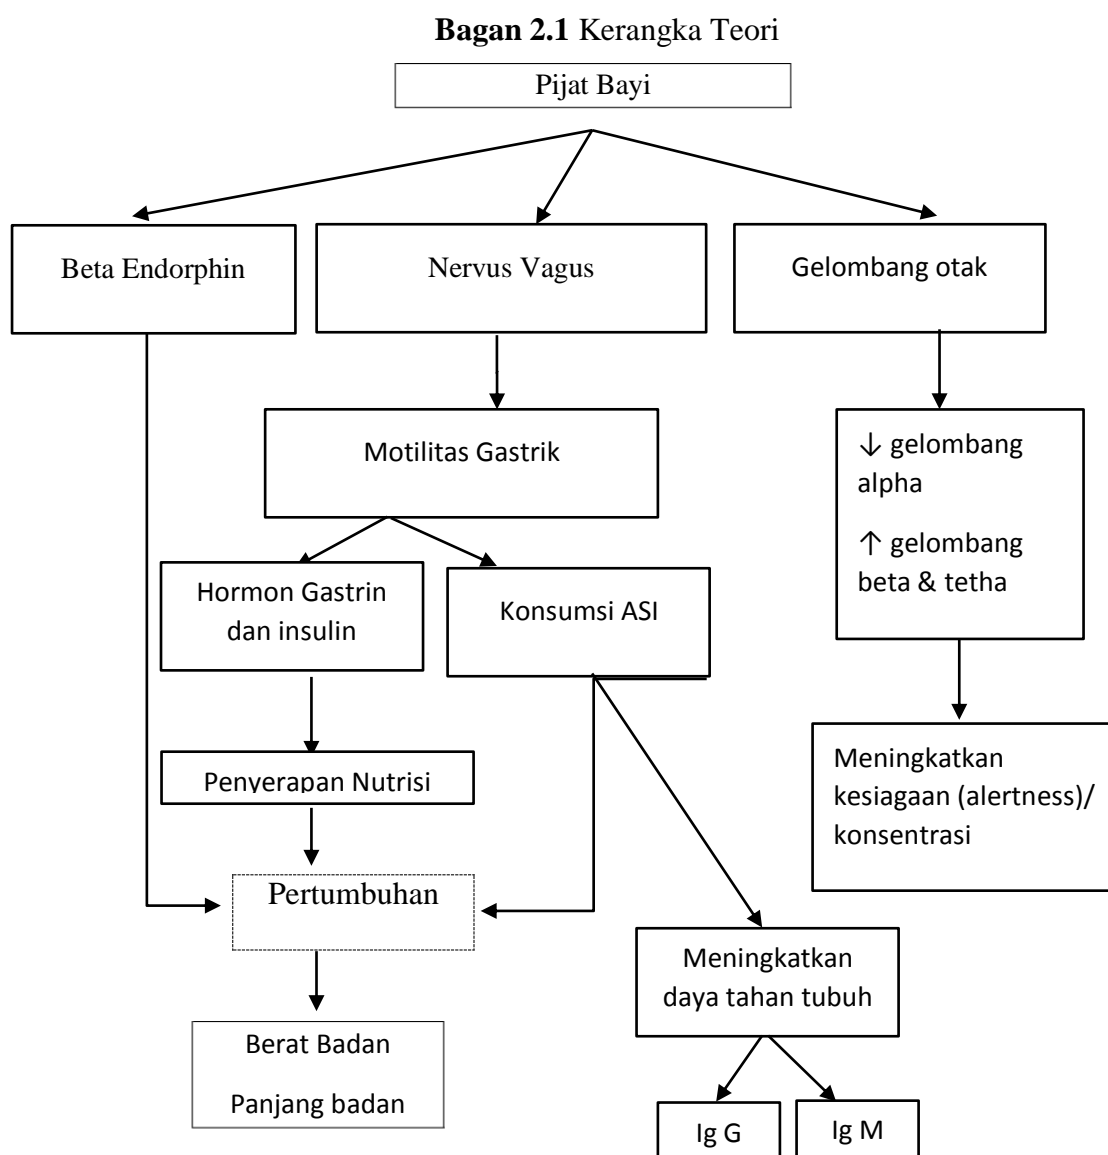 Bagan 2.1 Kerangka Teori
Pijat Bayi
Beta Endorphin
Nervus Vagus
Gelombang otak
Motilitas Gastrik
↓ gelombang
alpha
↑ gelombang
beta & tetha
Hormon Gastrin
dan insulin
Konsumsi ASI
Penyerapan Nutrisi
Meningkatkan
kesiagaan (alertness)/
konsentrasi
Pertumbuhan
Meningkatkan
daya tahan tubuh
Berat Badan
Panjang badan
Ig G
Ig M